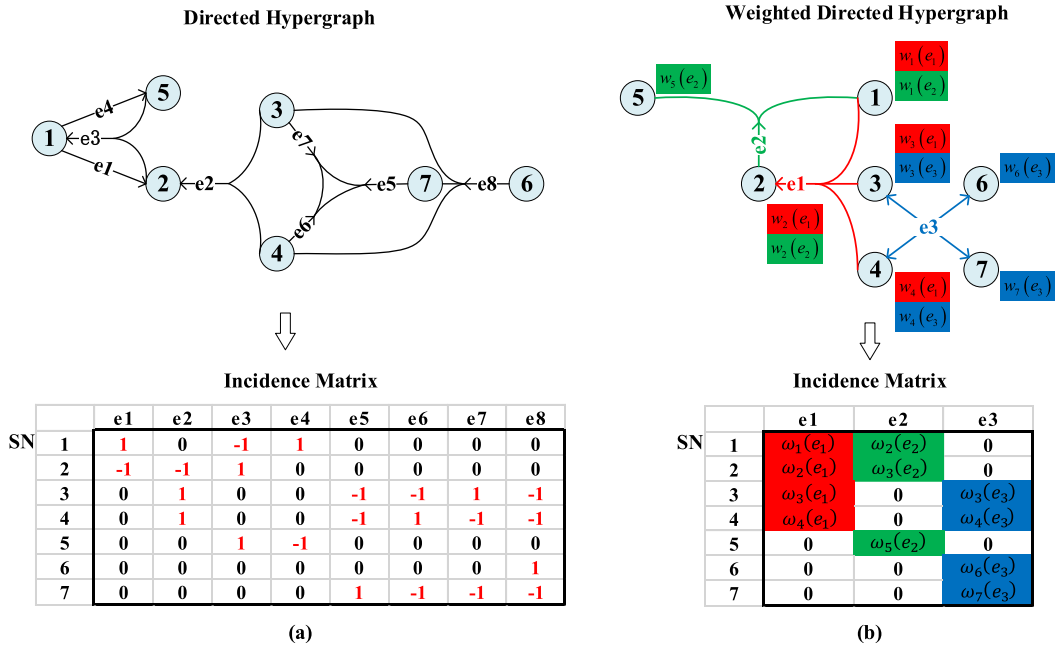 Directed Hypergraph
5
e4
1
e3
e1
2
e2
3
e7
e6
4
e5
7
e8
6
Incidence Matrix
e1 e2 e3 e4 e5 e6 e7 e8
SN
1 1 0 -1 1 0 0 0 0
2 -1 -1 1 0 0 0 0 0
3 0 1 0 0 -1 -1 1 -1
4 0 1 0 0 -1 1 -1 -1
5 0 0 1 -1 0 0 0 0
6 0 0 0 0 0 0 0 1
7 0 0 0 0 1 -1 -1 -1
(a)
Weighted Directed Hypergraph
5
w₅(e₂)
1
w₁(e₁)
w₁(e₂)
e2
2
w₂(e₁)
w₂(e₂)
e1
3
w₃(e₁)
w₃(e₃)
6
w₆(e₃)
e3
4
w₄(e₁)
w₄(e₃)
7
w₇(e₃)
Incidence Matrix
e1 e2 e3
SN
1 ω₁(e₁) ω₂(e₂) 0
2 ω₂(e₁) ω₃(e₂) 0
3 ω₃(e₁) 0 ω₃(e₃)
4 ω₄(e₁) 0 ω₄(e₃)
5 0 ω₅(e₂) 0
6 0 0 ω₆(e₃)
7 0 0 ω₇(e₃)
(b)